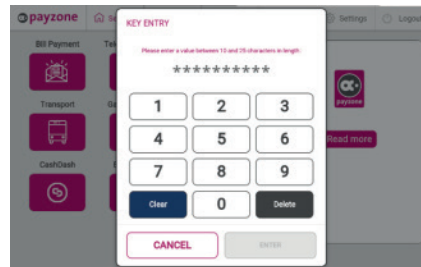 payzone
Settings
Logout
KEY ENTRY
Please enter a value between 10 and 25 characters in length
**********
Bill Payment
Transport
CashDash
1
2
3
4
5
6
7
8
9
Clear
0
Delete
CANCEL
ENTER
payzone
Read more